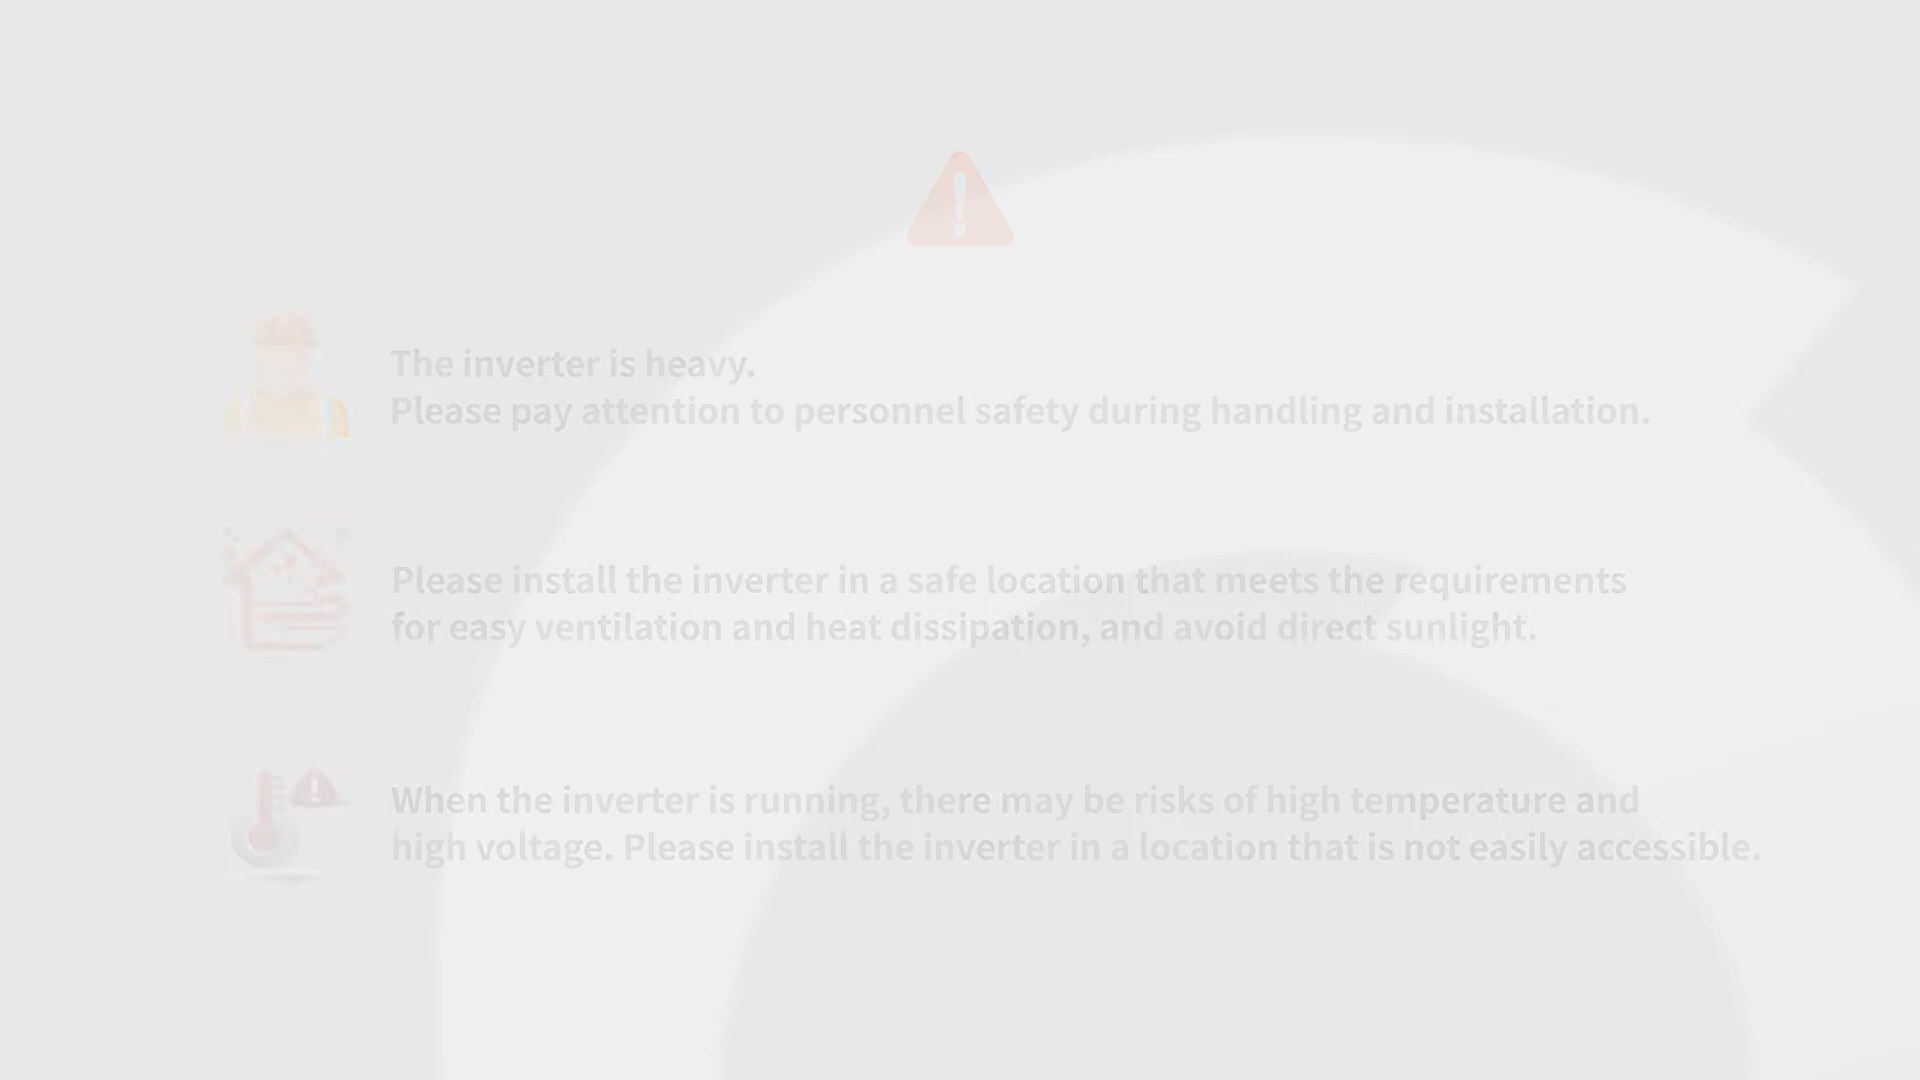 The inverter is heavy.
Please pay attention to personnel safety during handling and installation.
Please install the inverter in a safe location that meets the requirements
for easy ventilation and heat dissipation, and avoid direct sunlight.
When the inverter is running, there may be risks of high temperature and
high voltage. Please install the inverter in a location that is not easily accessible.